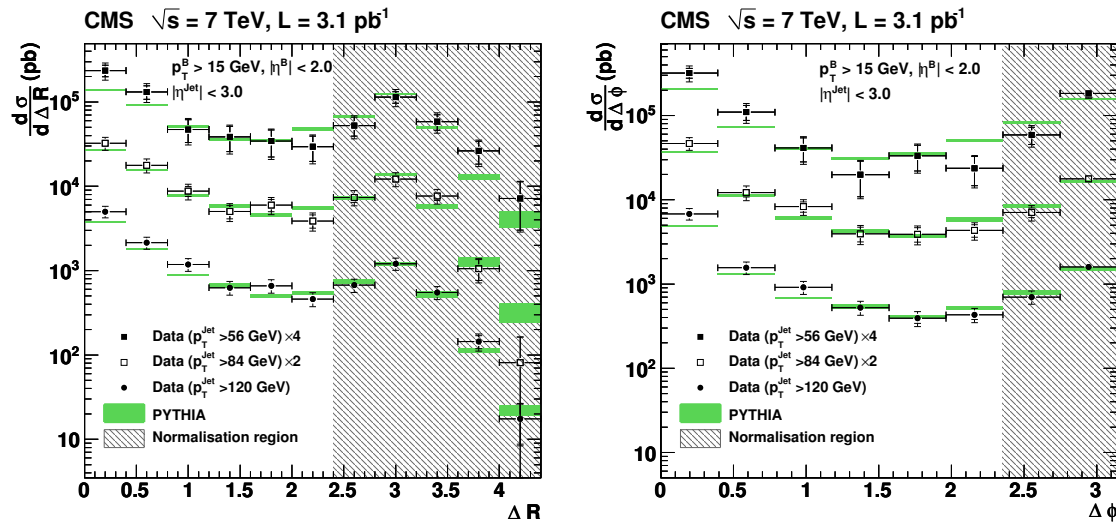 CMS √s = 7 TeV, L = 3.1 pb⁻¹
p_T^B > 15 GeV, |η^B| < 2.0
|η^Jet| < 3.0
dσ/dΔR (pb)
10⁵
10⁴
10³
10²
10
Data (p_T^Jet >56 GeV) ×4
Data (p_T^Jet >84 GeV) ×2
Data (p_T^Jet >120 GeV)
PYTHIA
Normalisation region
0 0.5 1 1.5 2 2.5 3 3.5 4
Δ R
CMS √s = 7 TeV, L = 3.1 pb⁻¹
p_T^B > 15 GeV, |η^B| < 2.0
|η^Jet| < 3.0
dσ/dΔϕ (pb)
10⁵
10⁴
10³
10²
10
Data (p_T^Jet >56 GeV) ×4
Data (p_T^Jet >84 GeV) ×2
Data (p_T^Jet >120 GeV)
PYTHIA
Normalisation region
0 0.5 1 1.5 2 2.5 3
Δ ϕ